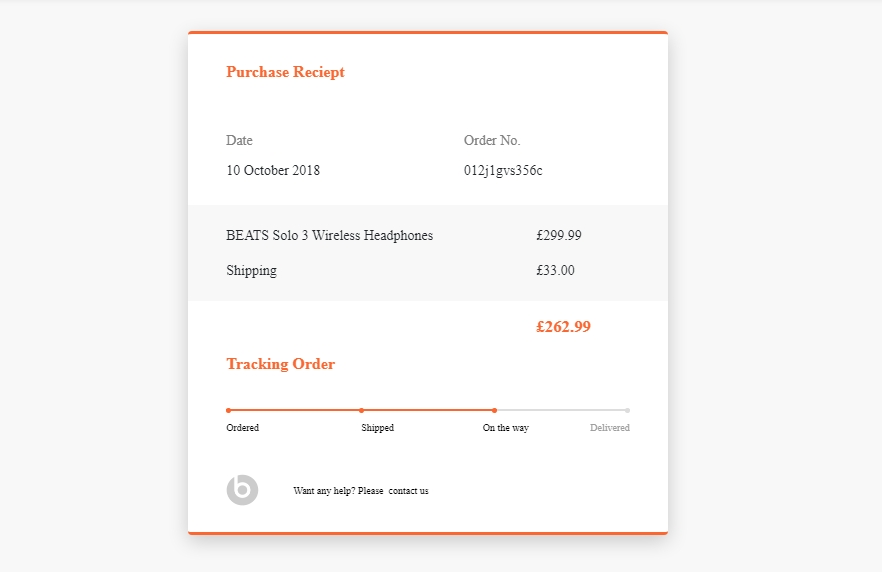 Purchase Reciept
Date Order No.
10 October 2018 012j1gvs356c
BEATS Solo 3 Wireless Headphones £299.99
Shipping £33.00
£262.99
Tracking Order
Ordered Shipped On the way Delivered
Want any help? Please contact us